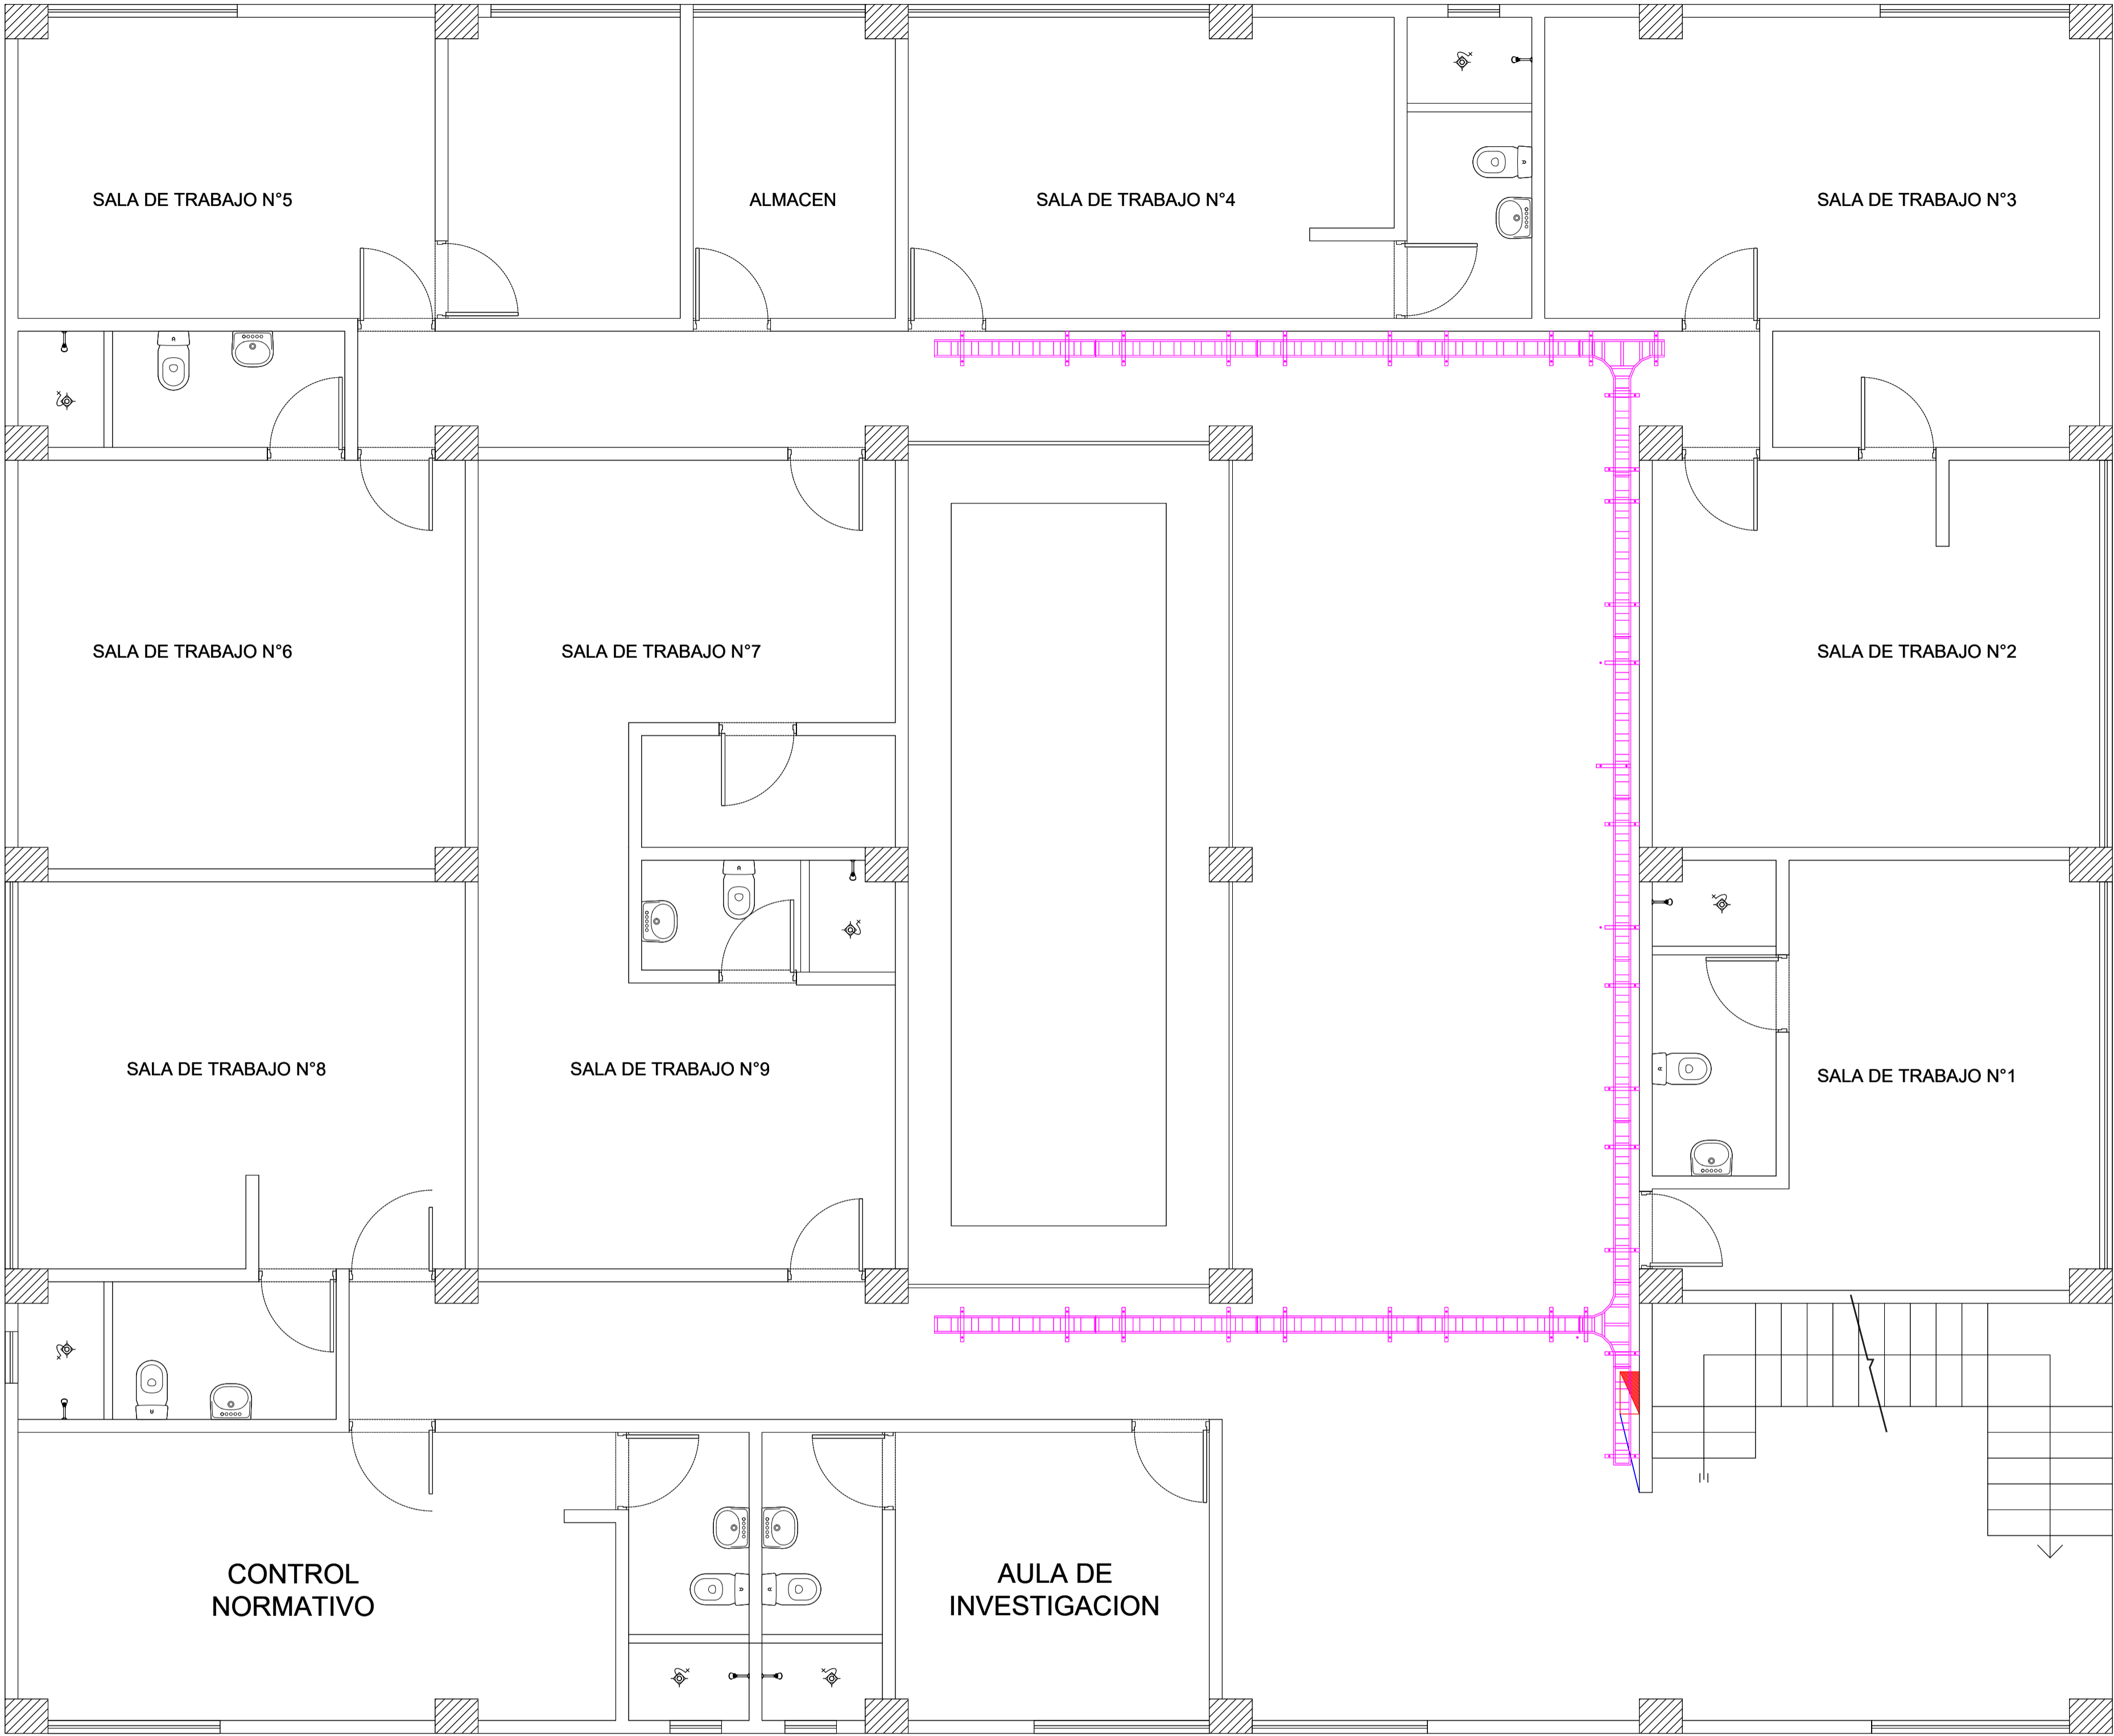 SALA DE TRABAJO N°5
ALMACEN
SALA DE TRABAJO N°4
SALA DE TRABAJO N°3
SALA DE TRABAJO N°6
SALA DE TRABAJO N°7
SALA DE TRABAJO N°2
SALA DE TRABAJO N°8
SALA DE TRABAJO N°9
SALA DE TRABAJO N°1
CONTROL
NORMATIVO
AULA DE
INVESTIGACION